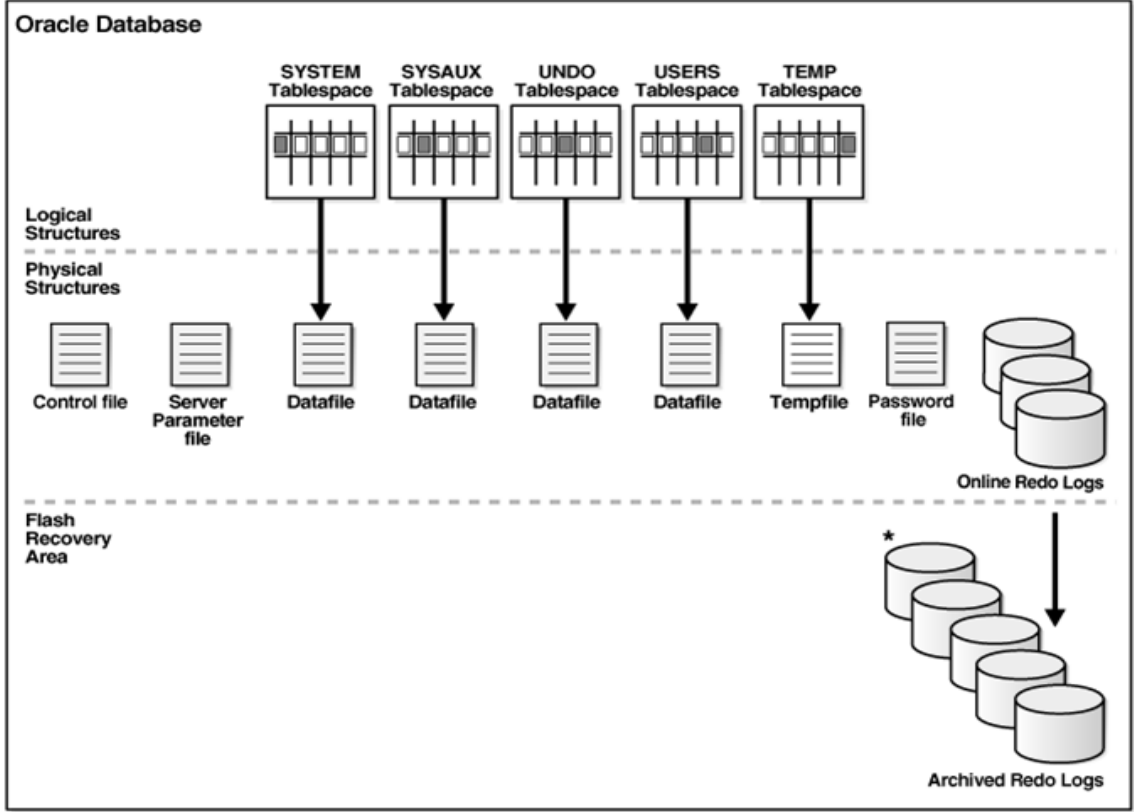 Oracle Database
SYSTEM
Tablespace
SYSAUX
Tablespace
UNDO
Tablespace
USERS
Tablespace
TEMP
Tablespace
Logical
Structures
Physical
Structures
Control file
Server
Parameter
file
Datafile
Datafile
Datafile
Datafile
Tempfile
Password
file
Online Redo Logs
Flash
Recovery
Area
*
Archived Redo Logs